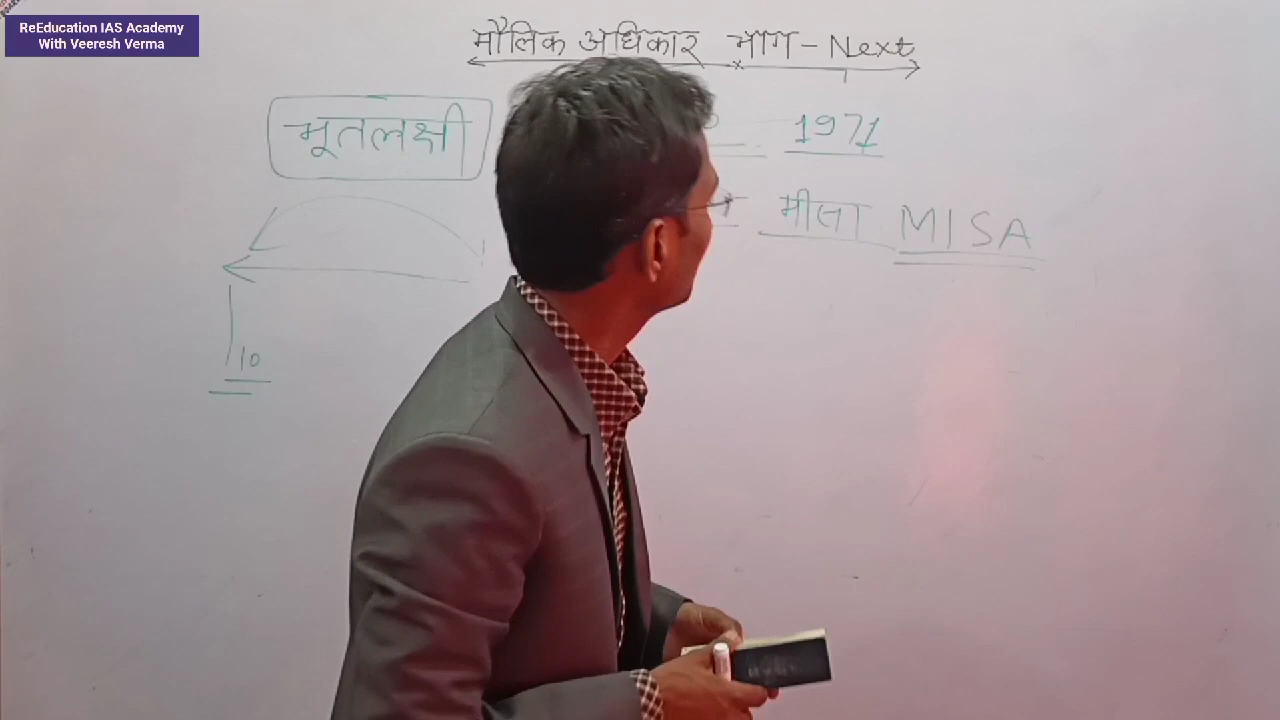 ReEducation IAS Academy
With Veeresh Verma
मौलिक अधिकार भाग - Next
भूतलक्षी 1971
मीसा MISA
10